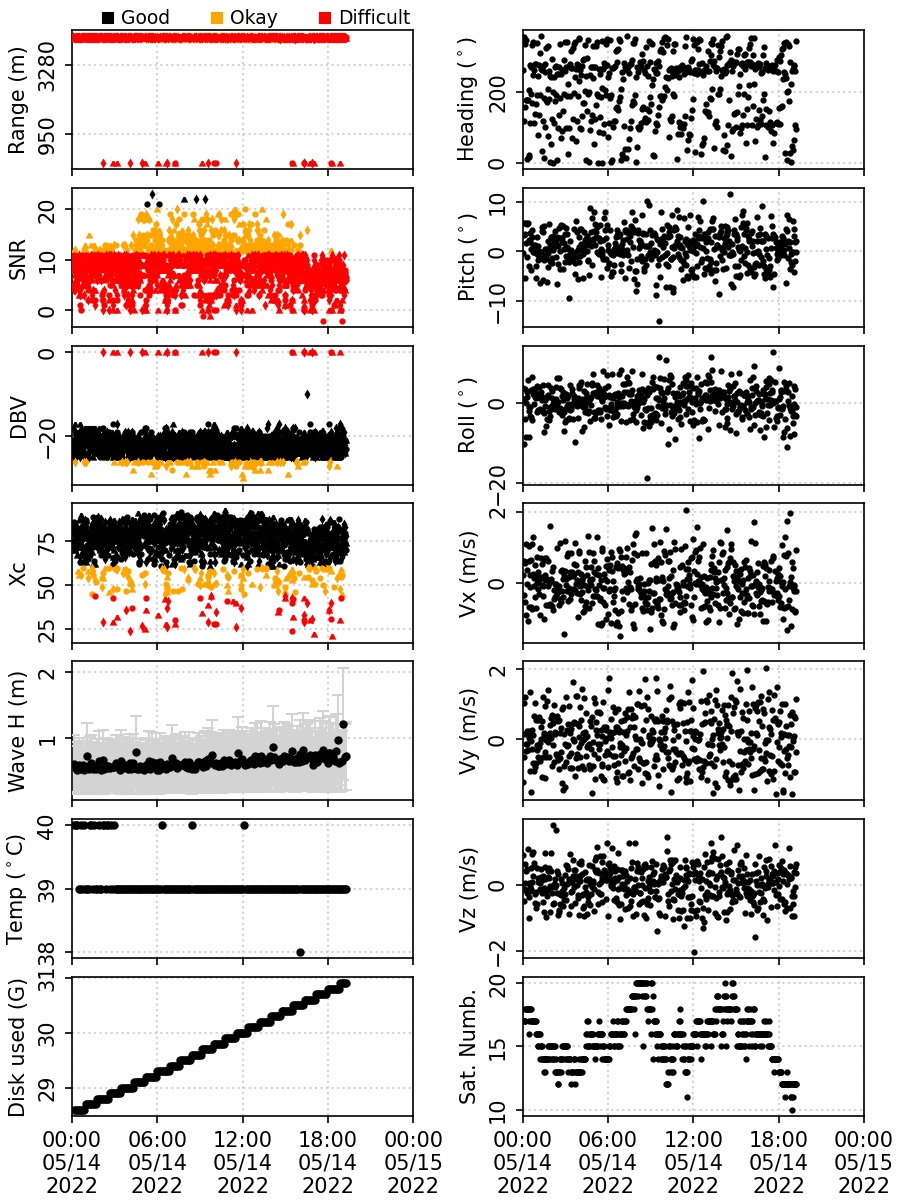 Good Okay Difficult
Range (m)
3280
950
Heading (°)
200
0
SNR
20
10
0
Pitch (°)
10
0
−10
DBV
0
−20
Roll (°)
0
−20
Xc
75
50
25
Vx (m/s)
2
0
Wave H (m)
2
1
Vy (m/s)
2
0
Temp (°C)
40
39
38
Vz (m/s)
0
−2
Disk used (G)
31
30
29
Sat. Numb.
20
15
10
00:00 06:00 12:00 18:00 00:00
05/14 05/14 05/14 05/14 05/15
2022 2022 2022 2022 2022
00:00 06:00 12:00 18:00 00:00
05/14 05/14 05/14 05/14 05/15
2022 2022 2022 2022 2022